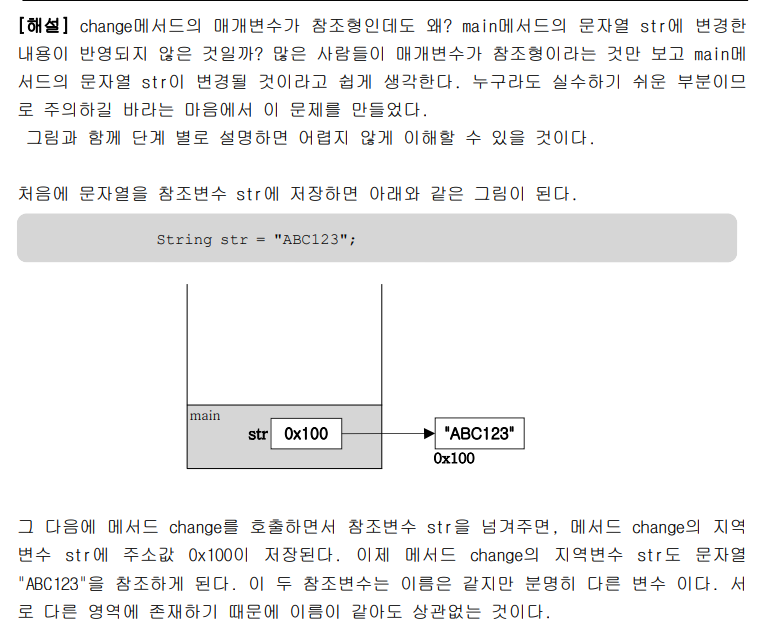 [해설] change메서드의 매개변수가 참조형인데도 왜? main메서드의 문자열 str에 변경한
내용이 반영되지 않은 것일까? 많은 사람들이 매개변수가 참조형이라는 것만 보고 main메
서드의 문자열 str이 변경될 것이라고 쉽게 생각한다. 누구라도 실수하기 쉬운 부분이므
로 주의하길 바라는 마음에서 이 문제를 만들었다.
그림과 함께 단계 별로 설명하면 어렵지 않게 이해할 수 있을 것이다.
처음에 문자열을 참조변수 str에 저장하면 아래와 같은 그림이 된다.
String str = "ABC123";
main
str 0x100 "ABC123"
0x100
그 다음에 메서드 change를 호출하면서 참조변수 str을 넘겨주면, 메서드 change의 지역
변수 str에 주소값 0x100이 저장된다. 이제 메서드 change의 지역변수 str도 문자열
"ABC123"을 참조하게 된다. 이 두 참조변수는 이름은 같지만 분명히 다른 변수 이다. 서
로 다른 영역에 존재하기 때문에 이름이 같아도 상관없는 것이다.